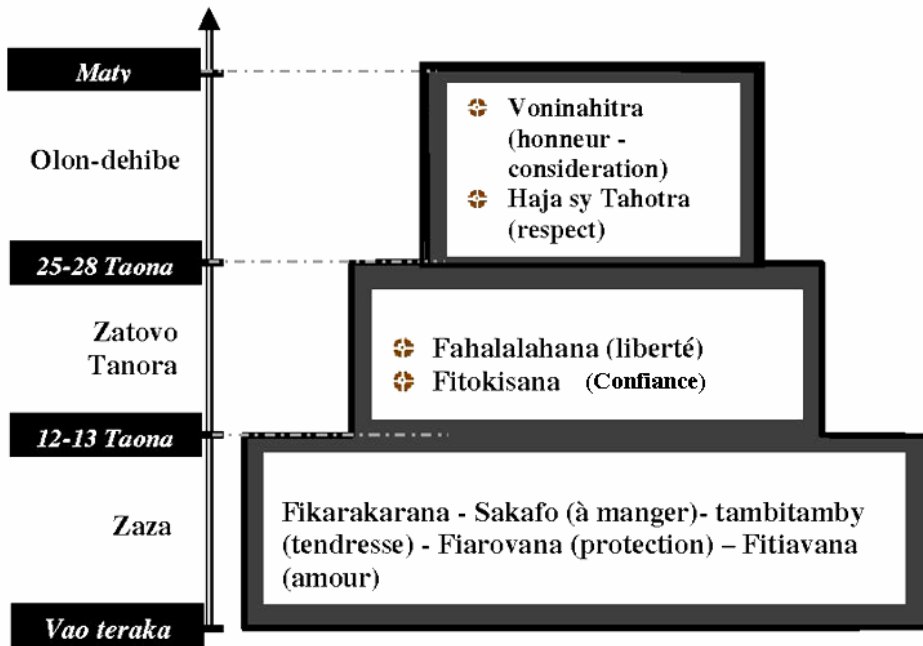 Maty
Olon-dehibe
25-28 Taona
Zatovo
Tanora
12-13 Taona
Zaza
Vao teraka
Voninahitra
(honneur -
consideration)
Haja sy Tahotra
(respect)
Fahalalahana (liberté)
Fitokisana (Confiance)
Fikarakarana - Sakafo (à manger)- tambitamby
(tendresse) - Fiarovana (protection) – Fitiavana
(amour)